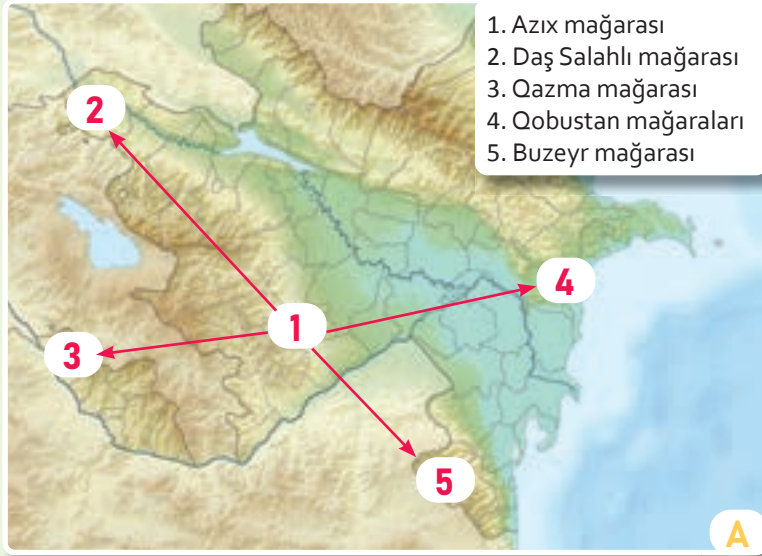 1. Azıx mağarası
2. Daş Salahlı mağarası
3. Qazma mağarası
4. Qobustan mağaraları
5. Buzeyr mağarası
2
4
1
3
5
A